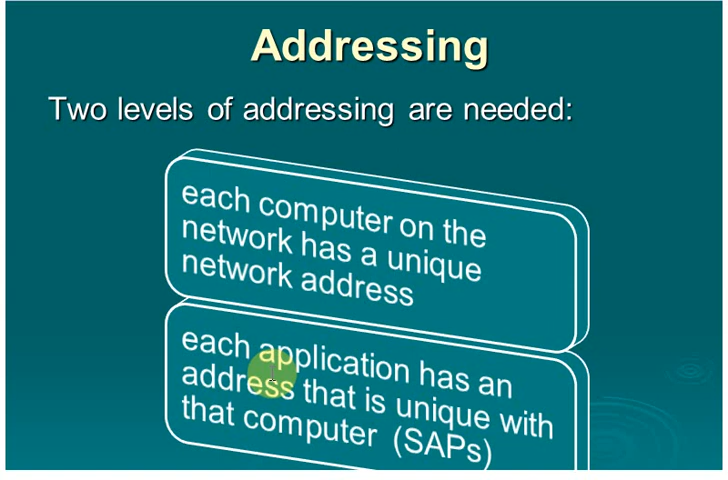 Addressing
Two levels of addressing are needed:
each computer on the
network has a unique
network address
each application has an
address that is unique with
that computer (SAPs)